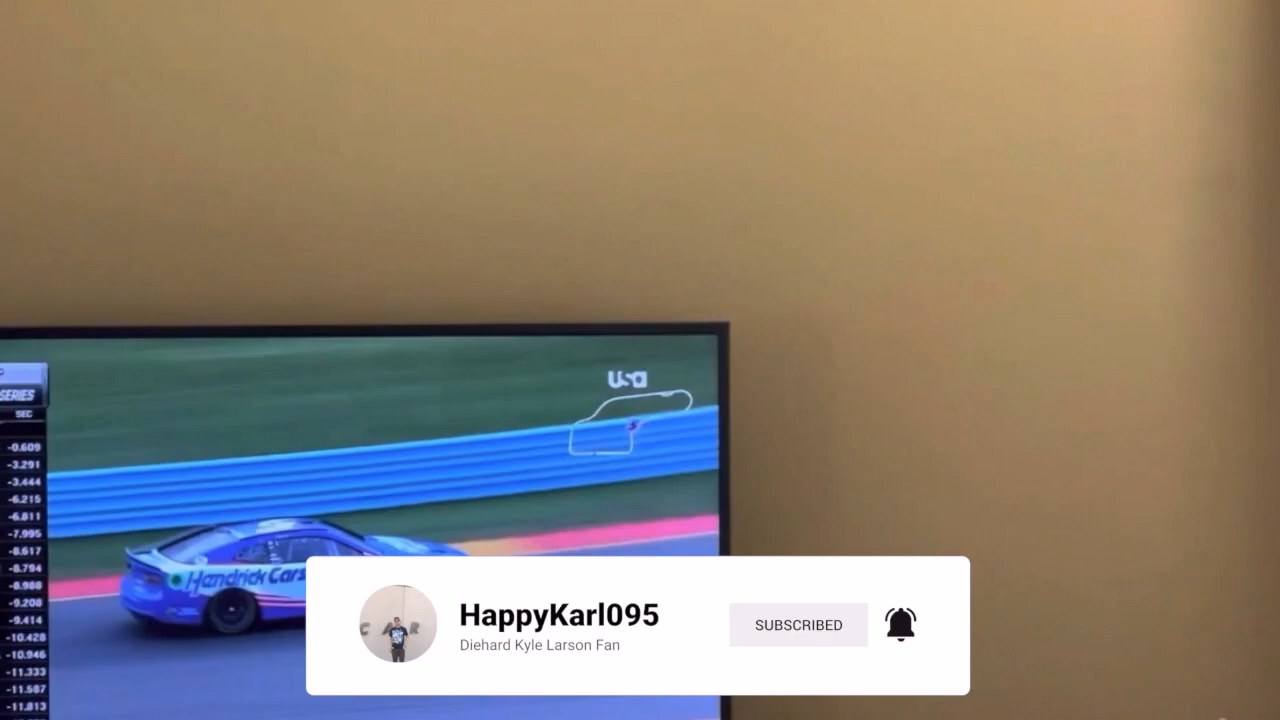 USA
SERIES
SEC
-0.609
-3.291
-3.444
-6.215
-6.811
-7.995
-8.617
-8.794
-8.988
-9.208
-9.414
-10.428
-10.946
-11.333
-11.587
-11.813
Hendrick Cars
HappyKarl095
Diehard Kyle Larson Fan
SUBSCRIBED